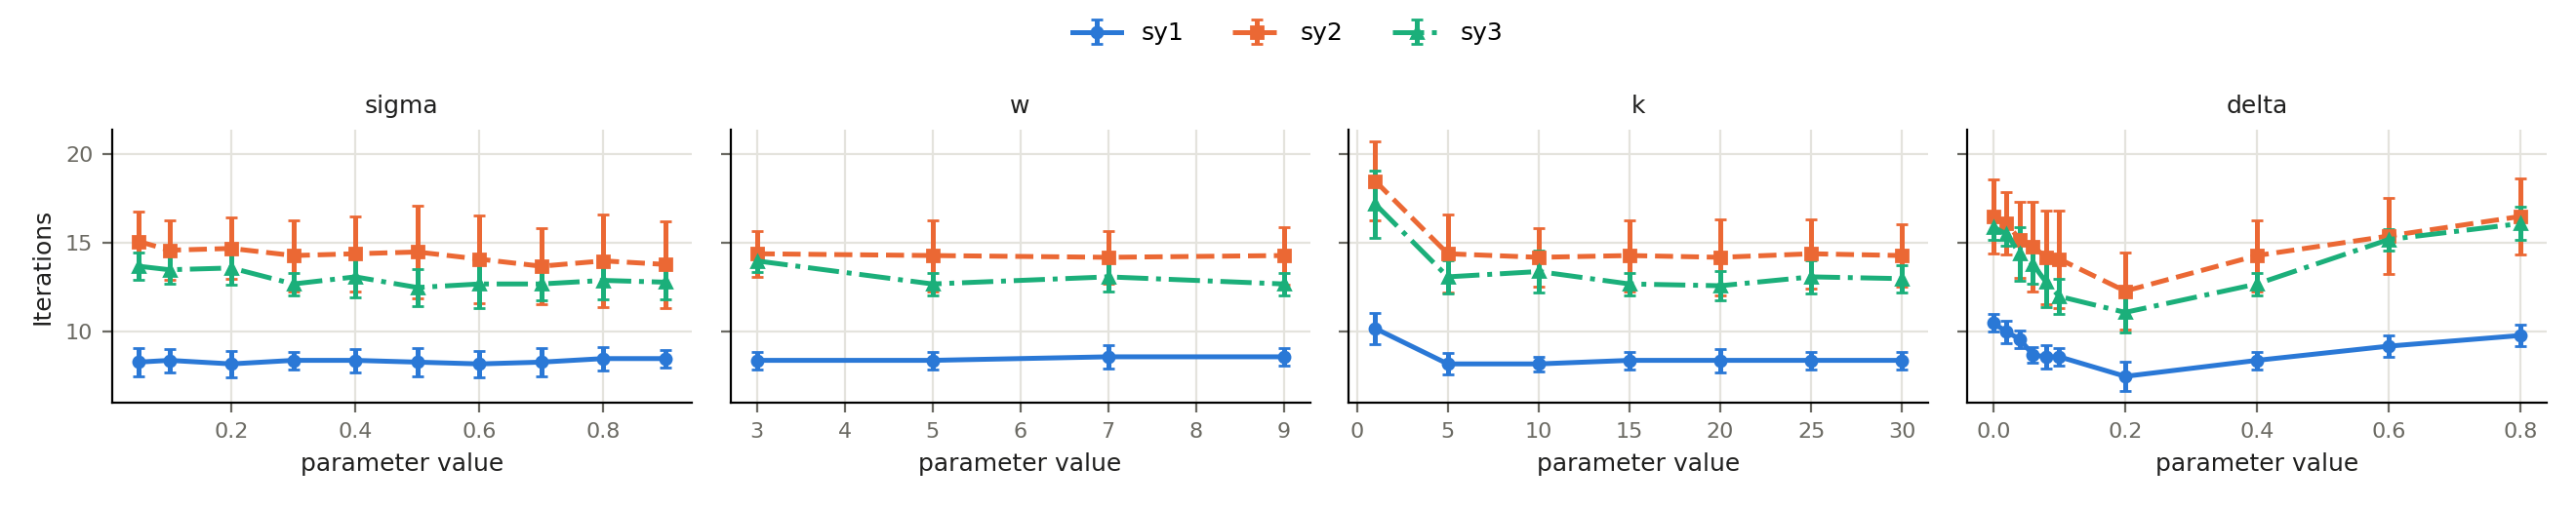 sy1 sy2 sy3
sigma w k delta
Iterations
20
15
10
0.2 0.4 0.6 0.8
3 4 5 6 7 8 9
0 5 10 15 20 25 30
0.0 0.2 0.4 0.6 0.8
parameter value parameter value parameter value parameter value